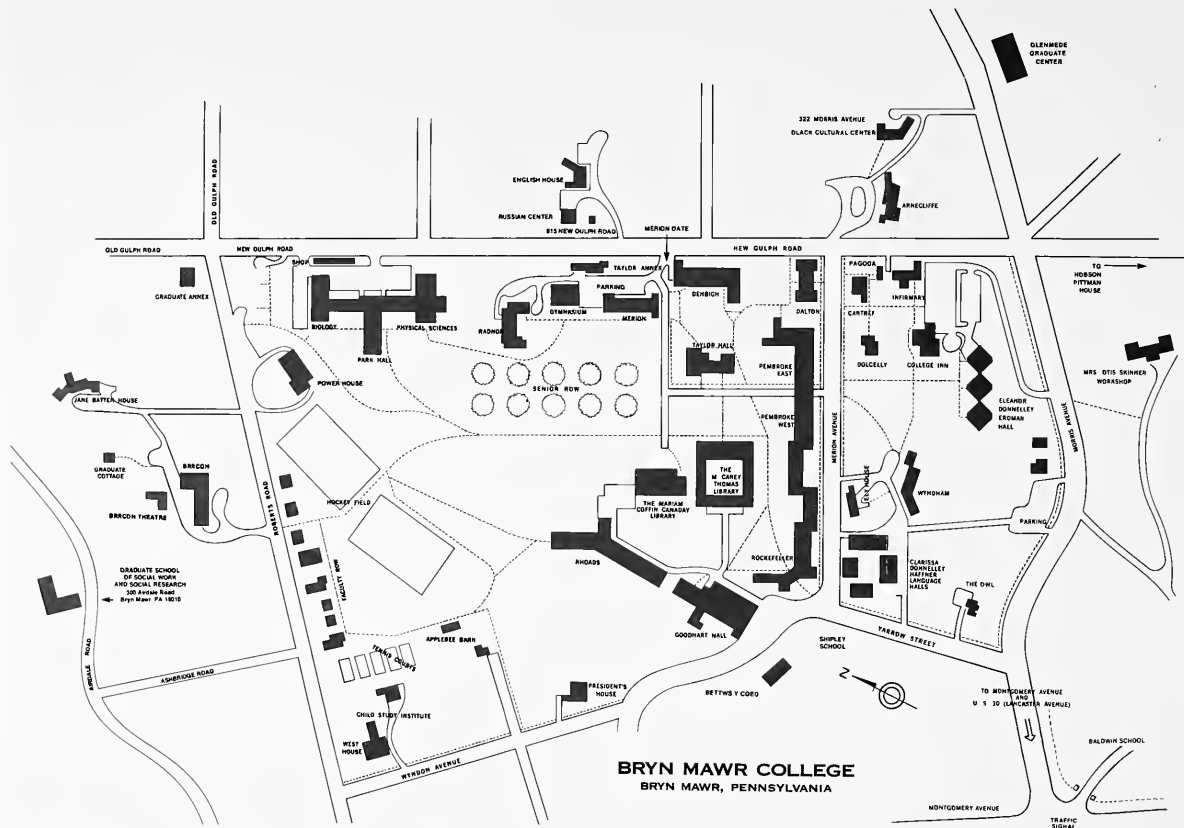 GLENMEDE
GRADUATE
CENTER
322 MORRIS AVENUE
BLACK CULTURAL CENTER
OLD GULPH ROAD
ENGLISH HOUSE
ARNECLIFFE
RUSSIAN CENTER
815 NEW GULPH ROAD
MERION GATE
OLD GULPH ROAD
NEW GULPH ROAD
NEW GULPH ROAD
SHOP
TAYLOR ANNEX
PAGODA
TO
HOBSON
PITTMAN
HOUSE
GRADUATE ANNEX
PARKING
DENBIGH
INFIRMARY
GYMNASIUM
DALTON
CARTREF
BIOLOGY
PHYSICAL SCIENCES
RADNOR
MERION
PARK HALL
TAYLOR HALL
DOLGELLY
COLLEGE INN
POWER HOUSE
PEMBROKE
EAST
MRS OTIS SKINNER
WORKSHOP
SENIOR ROW
JANE BATTEN HOUSE
ELEANOR
DONNELLEY
ERDMAN
HALL
PEMBROKE
WEST
MERION AVENUE
MORRIS AVENUE
GRADUATE
COTTAGE
BRECON
THE
M CAREY
THOMAS
LIBRARY
WYNDHAM
HOCKEY FIELD
THE MARIAM
COFFIN CANADAY
LIBRARY
BRECON THEATRE
ROBERTS ROAD
PARKING
RHOADS
ROCKEFELLER
GRADUATE SCHOOL
OF SOCIAL WORK
AND SOCIAL RESEARCH
300 Airdale Road
Bryn Mawr PA 19010
FACULTY ROW
CLARISSA
DONNELLEY
HAFFNER
LANGUAGE
HALLS
THE OWL
GOODHART HALL
APPLEBEE BARN
YARROW STREET
SHIPLEY
SCHOOL
TENNIS COURTS
AIRDALE ROAD
ASHBRIDGE ROAD
BETTWS Y COED
N
PRESIDENT'S
HOUSE
TO MONTGOMERY AVENUE
AND
U S 30 (LANCASTER AVENUE)
CHILD STUDY INSTITUTE
WEST
HOUSE
BALDWIN SCHOOL
WYNDON AVENUE
BRYN MAWR COLLEGE
BRYN MAWR, PENNSYLVANIA
MONTGOMERY AVENUE
TRAFFIC
SIGNAL